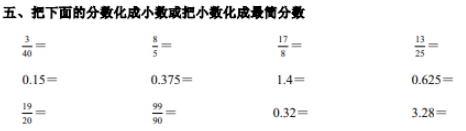 五、把下面的分数化成小数或把小数化成最简分数
3/40= 8/5= 17/8= 13/25=
0.15= 0.375= 1.4= 0.625=
19/20= 99/90= 0.32= 3.28=